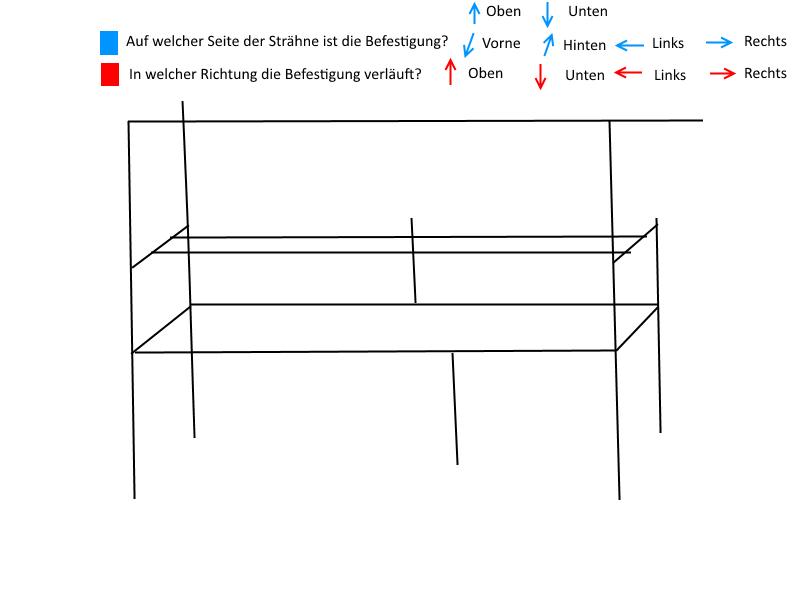 Oben Unten
Auf welcher Seite der Strähne ist die Befestigung? Vorne Hinten Links Rechts
In welcher Richtung die Befestigung verläuft? Oben Unten Links Rechts